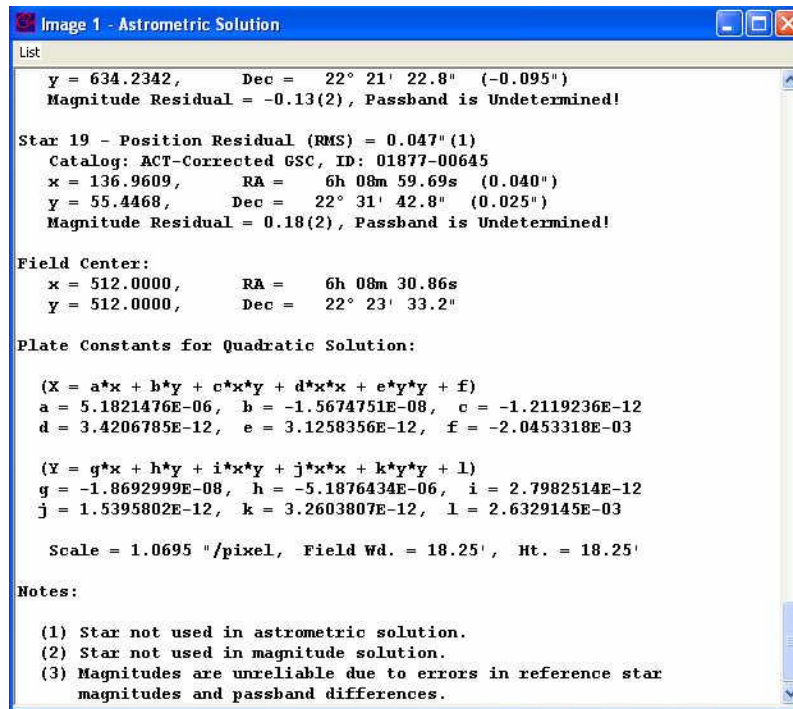 Image 1 - Astrometric Solution
List
y = 634.2342, Dec = 22° 21' 22.8" (-0.095")
Magnitude Residual = -0.13(2), Passband is Undetermined!
Star 19 - Position Residual (RMS) = 0.047"(1)
Catalog: ACT-Corrected GSC, ID: 01877-00645
x = 136.9609, RA = 6h 08m 59.69s (0.040")
y = 55.4468, Dec = 22° 31' 42.8" (0.025")
Magnitude Residual = 0.18(2), Passband is Undetermined!
Field Center:
x = 512.0000, RA = 6h 08m 30.86s
y = 512.0000, Dec = 22° 23' 33.2"
Plate Constants for Quadratic Solution:
(X = a*x + b*y + c*x*y + d*x*x + e*y*y + f)
a = 5.1821476E-06, b = -1.5674751E-08, c = -1.2119236E-12
d = 3.4206785E-12, e = 3.1258356E-12, f = -2.0453318E-03
(Y = g*x + h*y + i*x*y + j*x*x + k*y*y + l)
g = -1.8692999E-08, h = -5.1876434E-06, i = 2.7982514E-12
j = 1.5395802E-12, k = 3.2603807E-12, l = 2.6329145E-03
Scale = 1.0695 "/pixel, Field Wd. = 18.25', Ht. = 18.25'
Notes:
(1) Star not used in astrometric solution.
(2) Star not used in magnitude solution.
(3) Magnitudes are unreliable due to errors in reference star
magnitudes and passband differences.